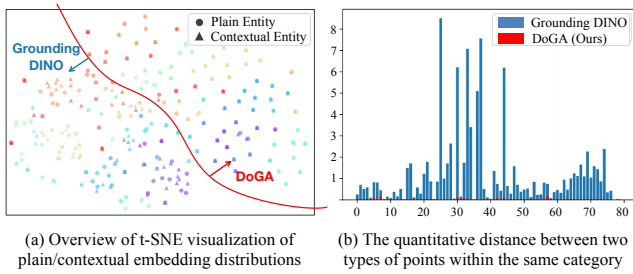 Plain Entity
Contextual Entity
Grounding
DINO
DoGA
(a) Overview of t-SNE visualization of
plain/contextual embedding distributions
Grounding DINO
DoGA (Ours)
8
7
6
5
4
3
2
1
0
0 10 20 30 40 50 60 70 80
(b) The quantitative distance between two
types of points within the same category